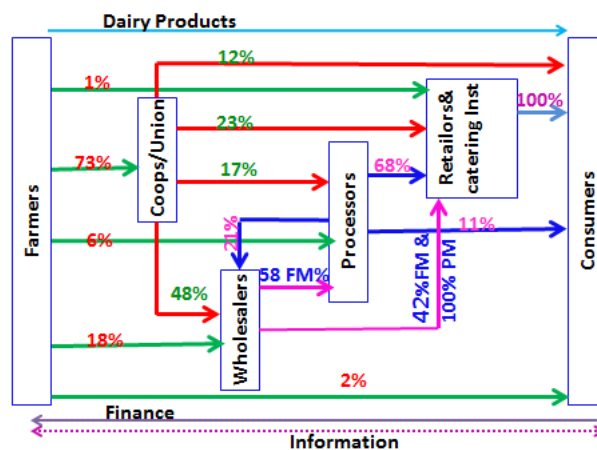 Dairy Products
12%
1%
100%
23%
Retailors&
catering Inst
73%
Coops/Union
17%
68%
Farmers
Processors
Consumers
6%
21%
11%
58 FM%
42%FM &
100% PM
48%
Wholesalers
18%
2%
Finance
Information